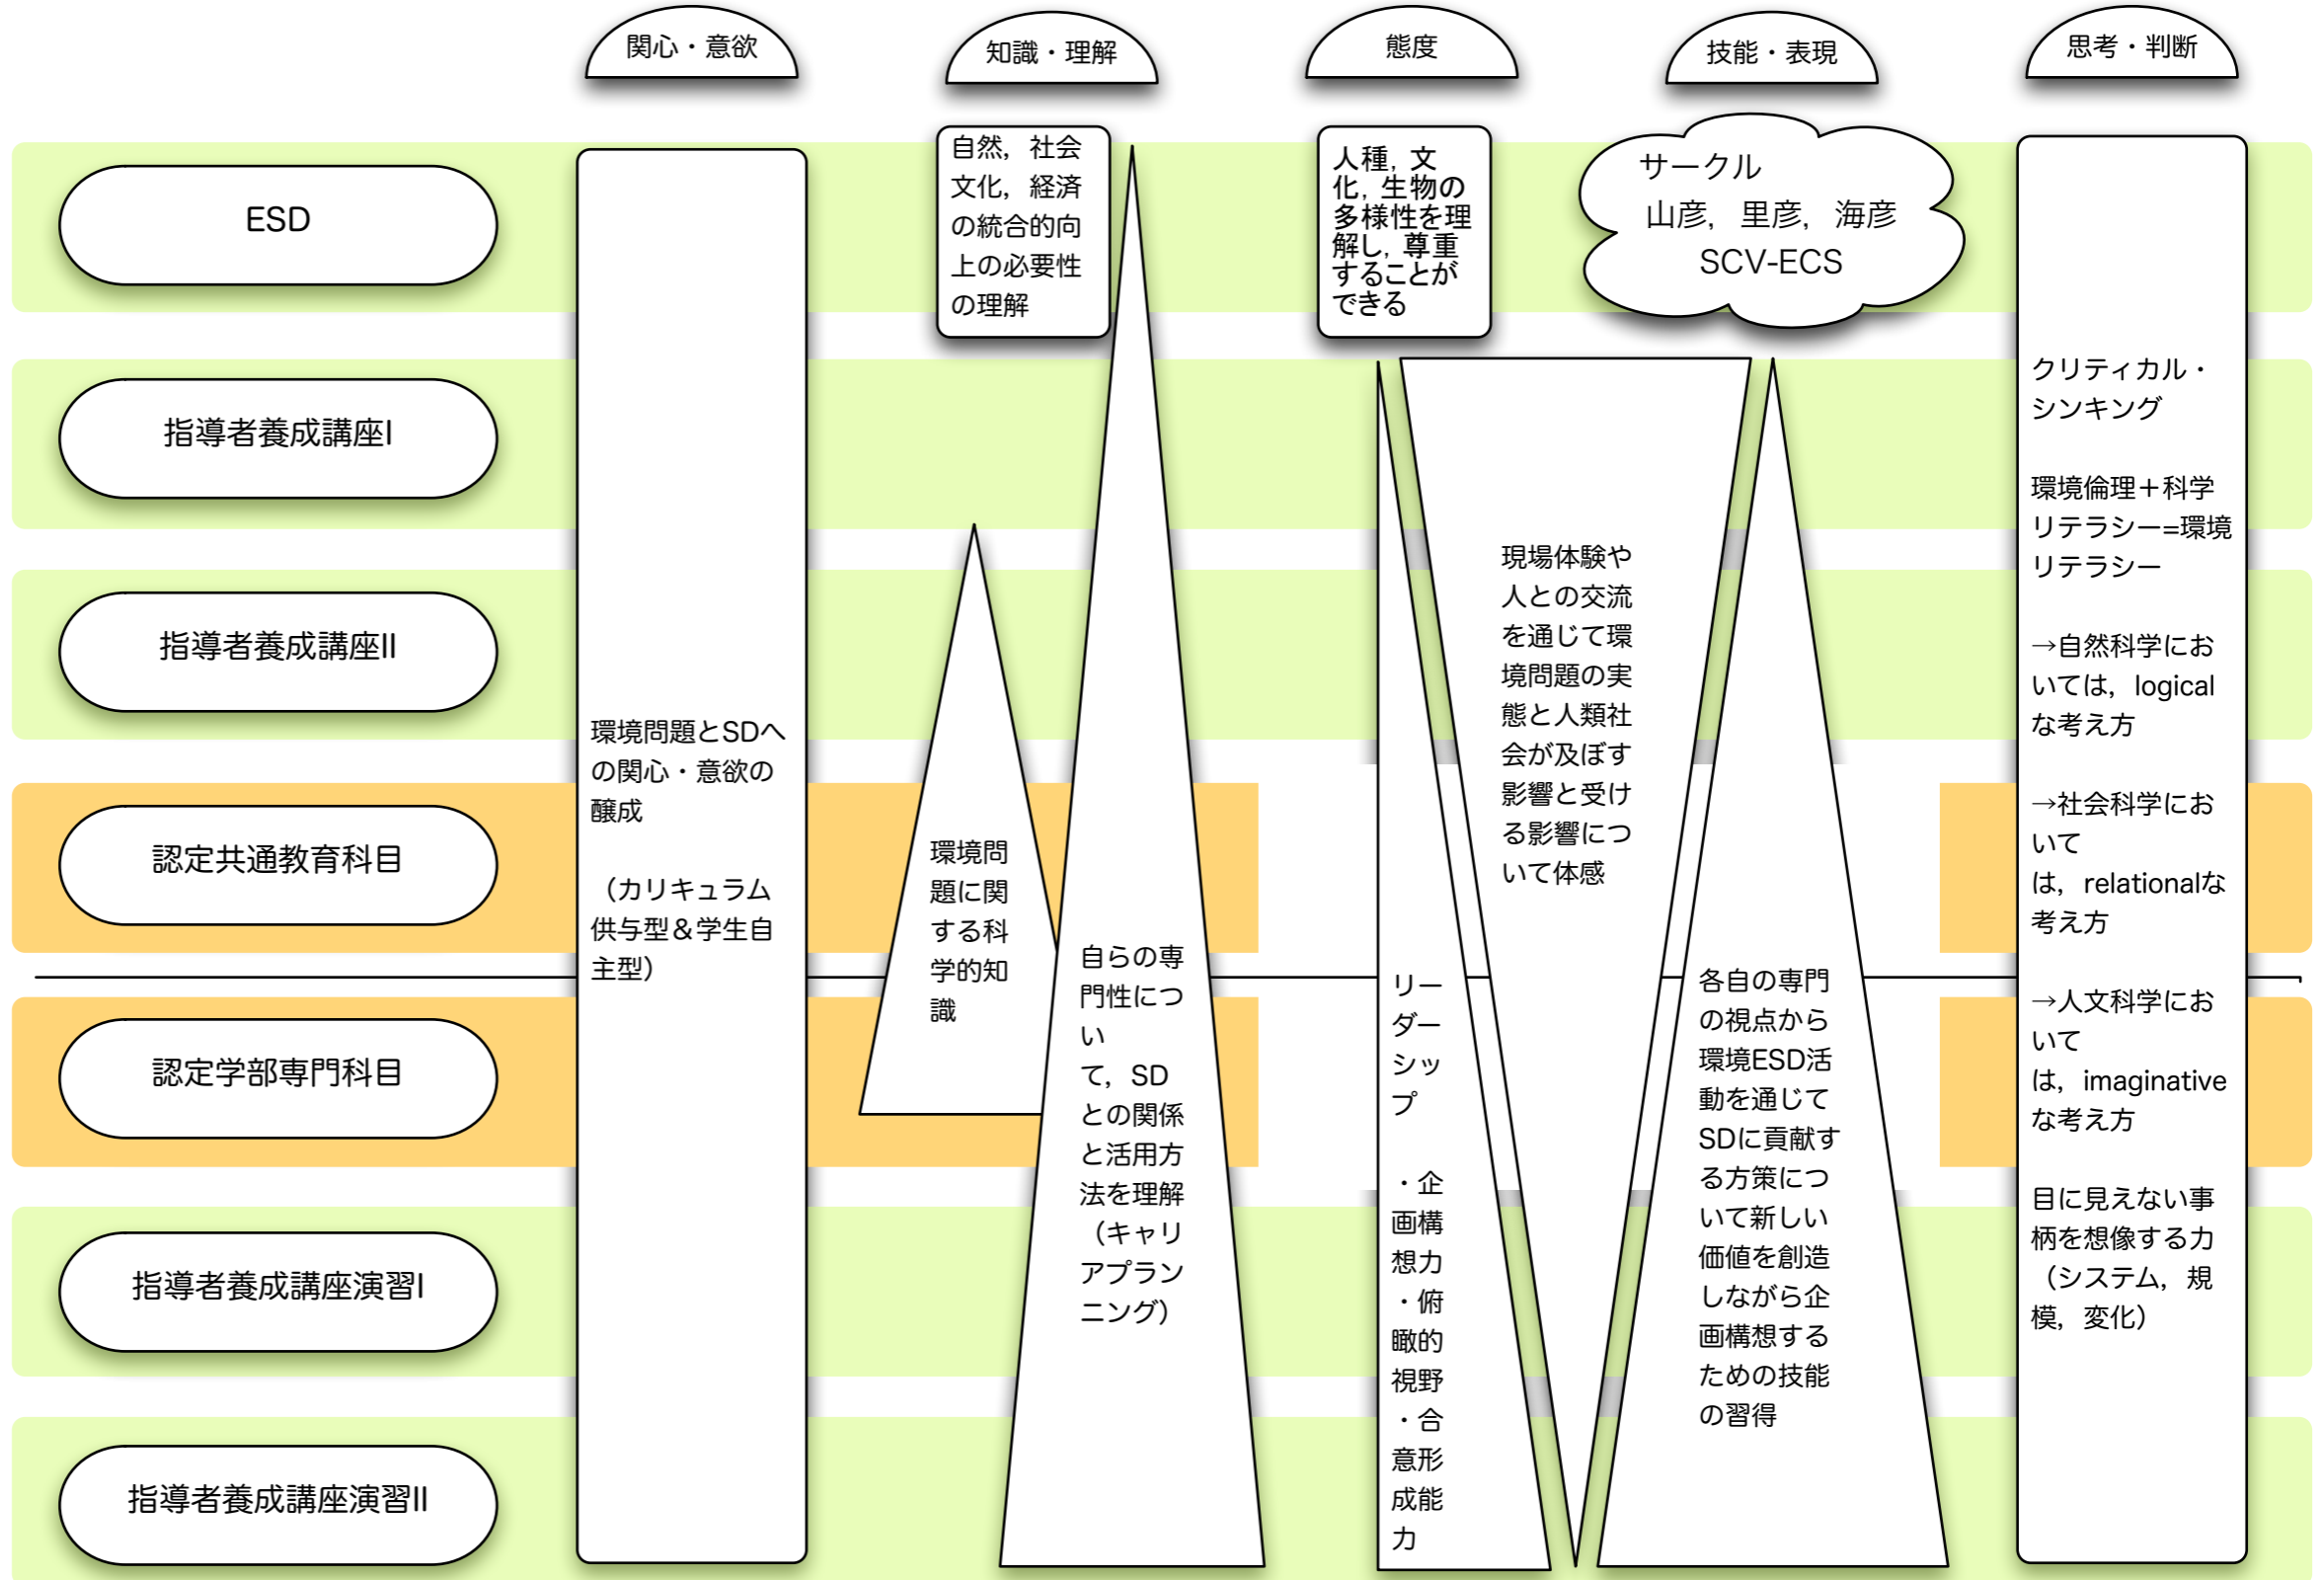 関心・意欲
知識・理解
態度
技能・表現
思考・判断
ESD
指導者養成講座I
指導者養成講座II
認定共通教育科目
認定学部専門科目
指導者養成講座演習I
指導者養成講座演習II
環境問題とSDへ
の関心・意欲の
醸成
（カリキュラム
供与型＆学生自
主型）
自然，社会
文化，経済
の統合的向
上の必要性
の理解
環境問
題に関
する科
学的知
識
自らの専
門性につ
い
て，SD
との関係
と活用方
法を理解
（キャリ
アプラン
ニング）
人種，文
化，生物の
多様性を理
解し，尊重
することが
できる
リー
ダー
シッ
プ
・企
画構
想力
・俯
瞰的
視野
・合
意形
成能
力
現場体験や
人との交流
を通じて環
境問題の実
態と人類社
会が及ぼす
影響と受け
る影響につ
いて体感
サークル
山彦，里彦，海彦
SCV-ECS
各自の専門
の視点から
環境ESD活
動を通じて
SDに貢献す
る方策につ
いて新しい
価値を創造
しながら企
画構想する
ための技能
の習得
クリティカル・
シンキング
環境倫理＋科学
リテラシー=環境
リテラシー
→自然科学にお
いては，logical
な考え方
→社会科学にお
いて
は，relationalな
考え方
→人文科学にお
いて
は，imaginative
な考え方
目に見えない事
柄を想像する力
（システム，規
模，変化）